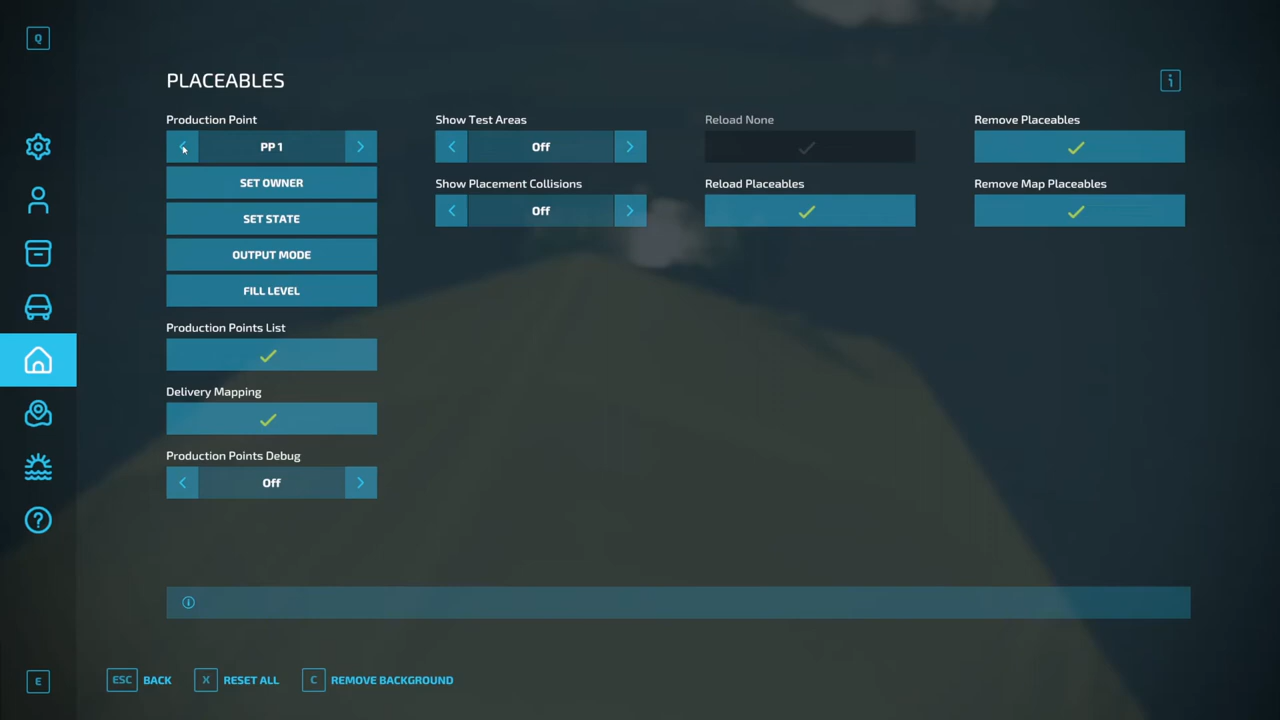 Q
PLACEABLES
Production Point
PP 1
SET OWNER
SET STATE
OUTPUT MODE
FILL LEVEL
Production Points List
Delivery Mapping
Production Points Debug
Off
Show Test Areas
Off
Show Placement Collisions
Off
Reload None
Reload Placeables
Remove Placeables
Remove Map Placeables
E
ESC BACK X RESET ALL C REMOVE BACKGROUND